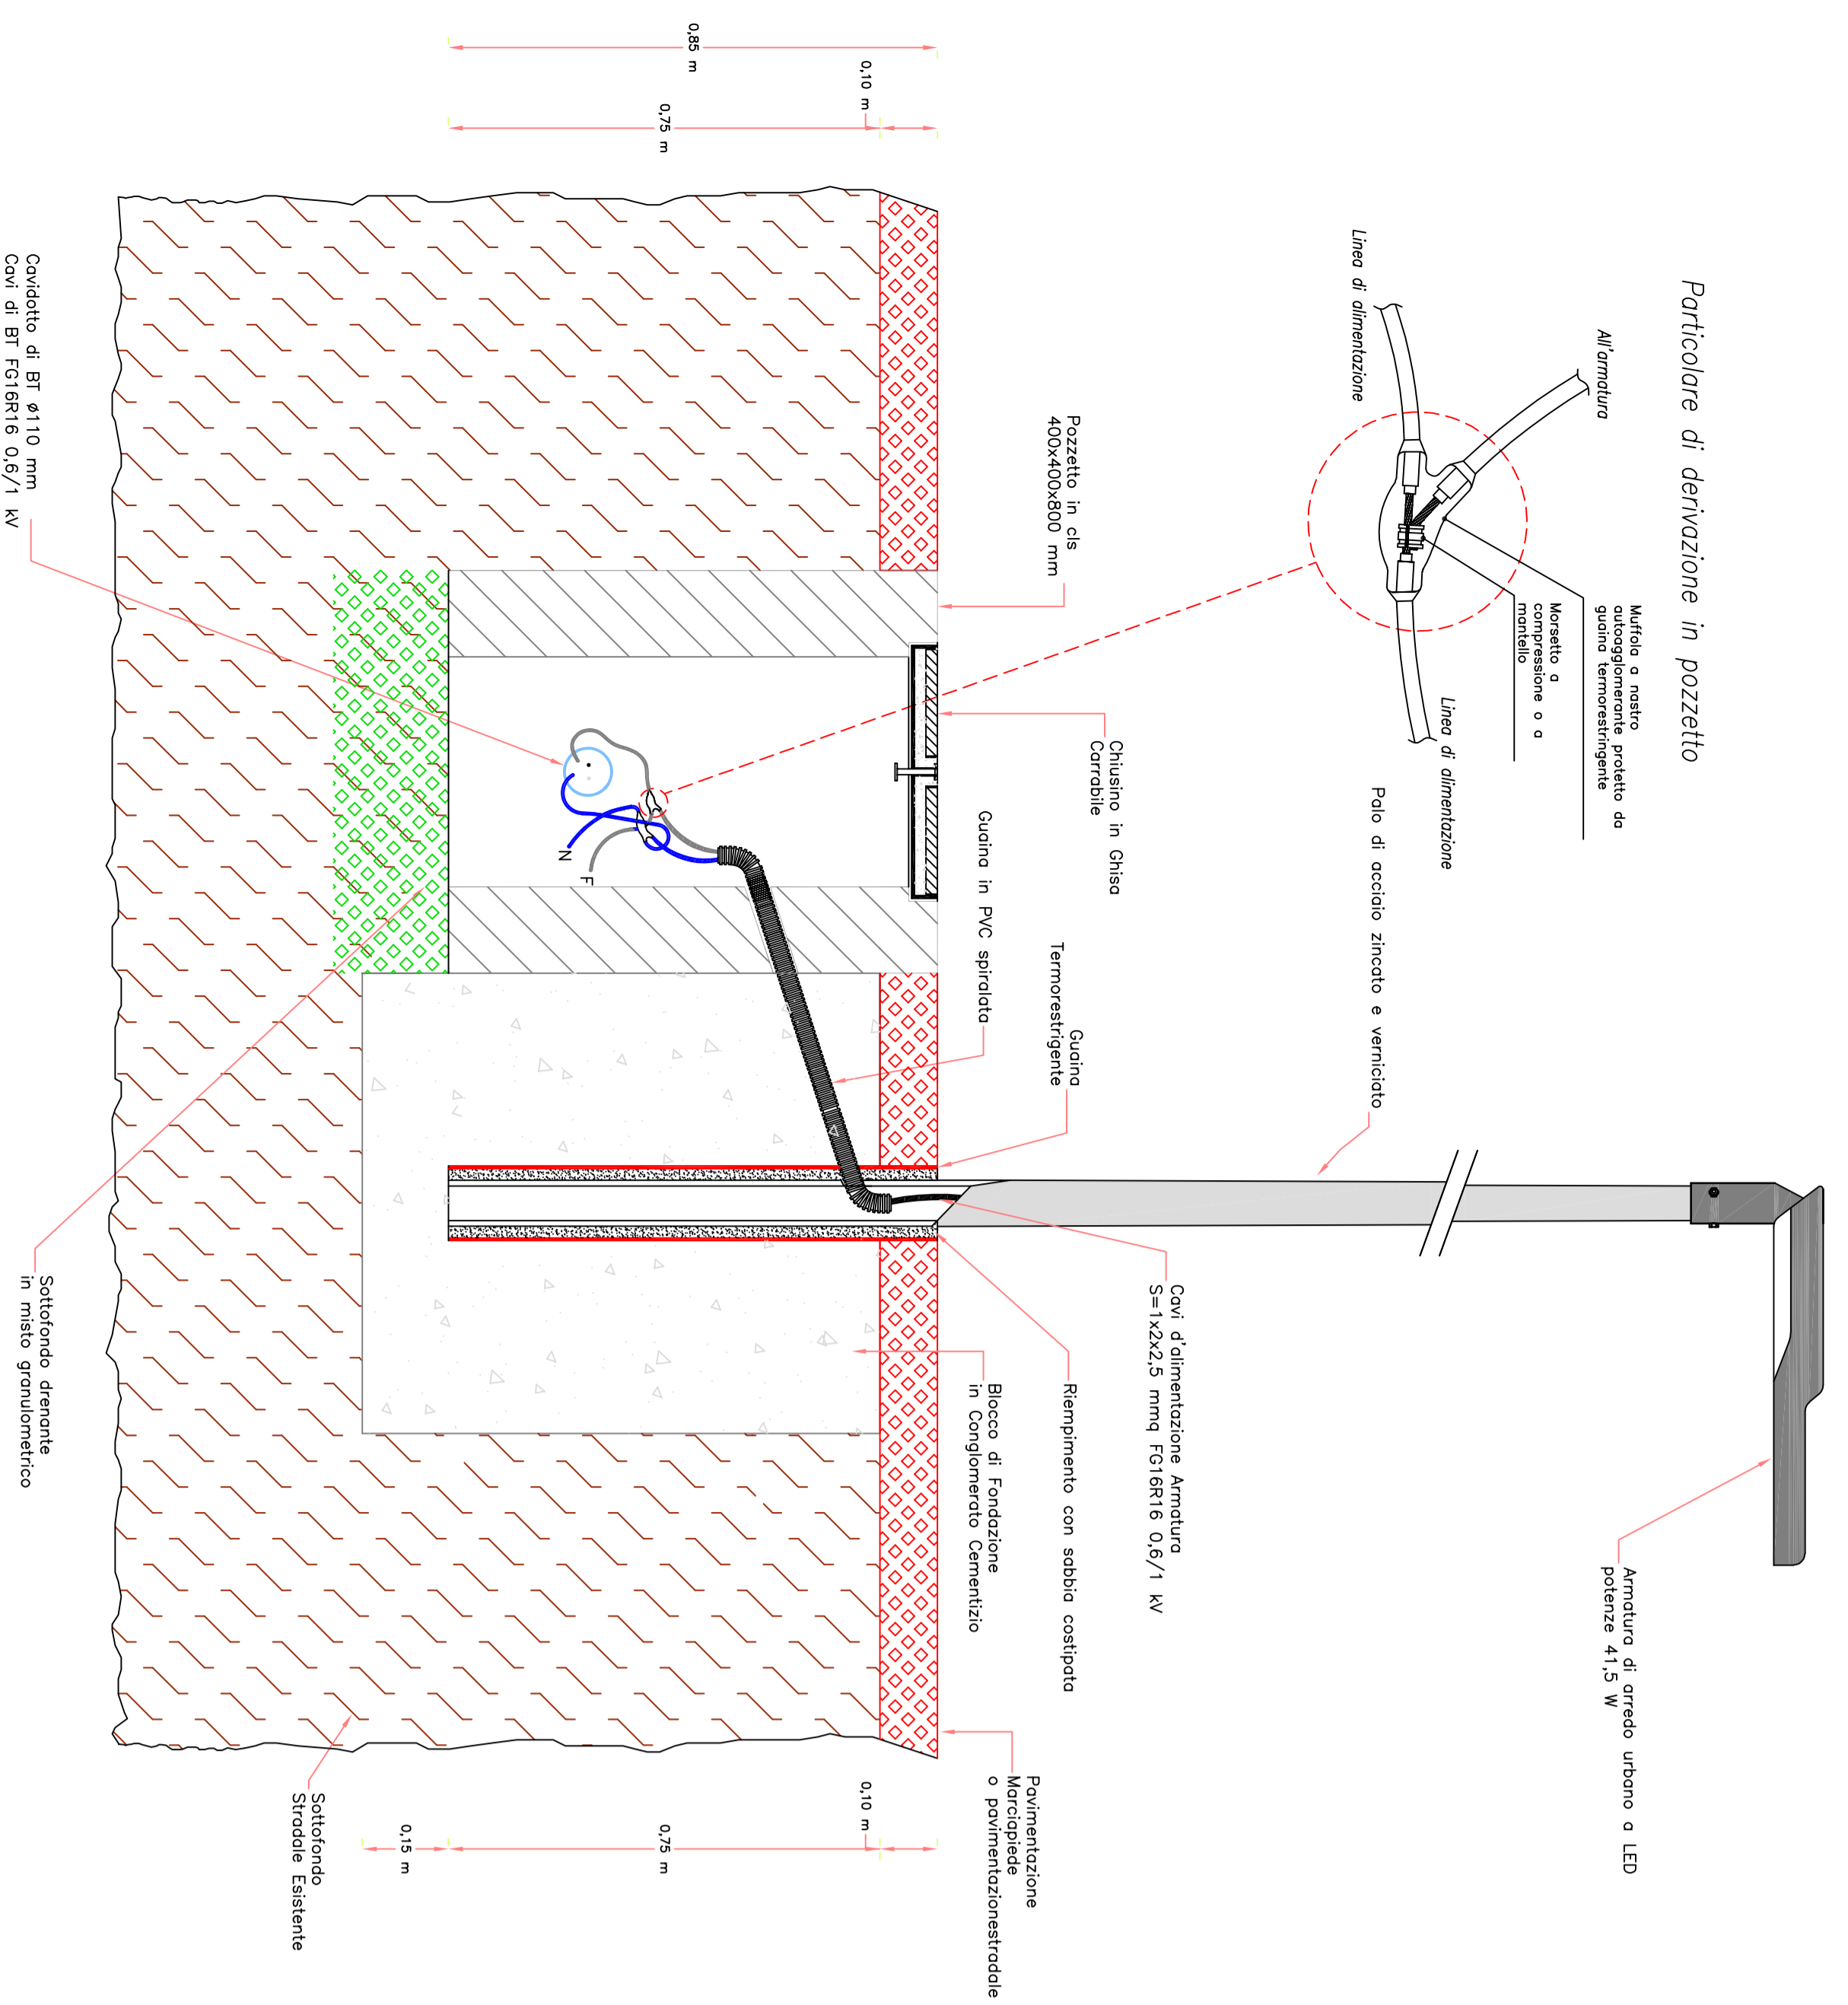 Particolare di derivazione in pozzetto
All'armatura
Linea di alimentazione
Linea di alimentazione
Muffola a nastro
autoagglomerante protetto da
guaina termorestringente
Morsetto a
compressione o a
mantello
Armatura di arredo urbano a LED
potenze 41,5 W
Palo di acciaio zincato e verniciato
Pozzetto in cls
400x400x800 mm
Chiusino in Ghisa
Carrabile
Guaina in PVC spiralata
Guaina
Termorestrigente
Cavi d'alimentazione Armatura
S=1x2x2,5 mmq FG16R16 0,6/1 kV
Riempimento con sabbia costipata
Blocco di Fondazione
in Conglomerato Cementizio
Pavimentazione
Marciapiede
o pavimentazionestradale
0,10 m
0,85 m
0,75 m
N
F
0,10 m
0,75 m
0,15 m
Cavidotto di BT ø110 mm
Cavi di BT FG16R16 0,6/1 kV
Sottofondo drenante
in misto granulometrico
Sottofondo
Stradale Esistente